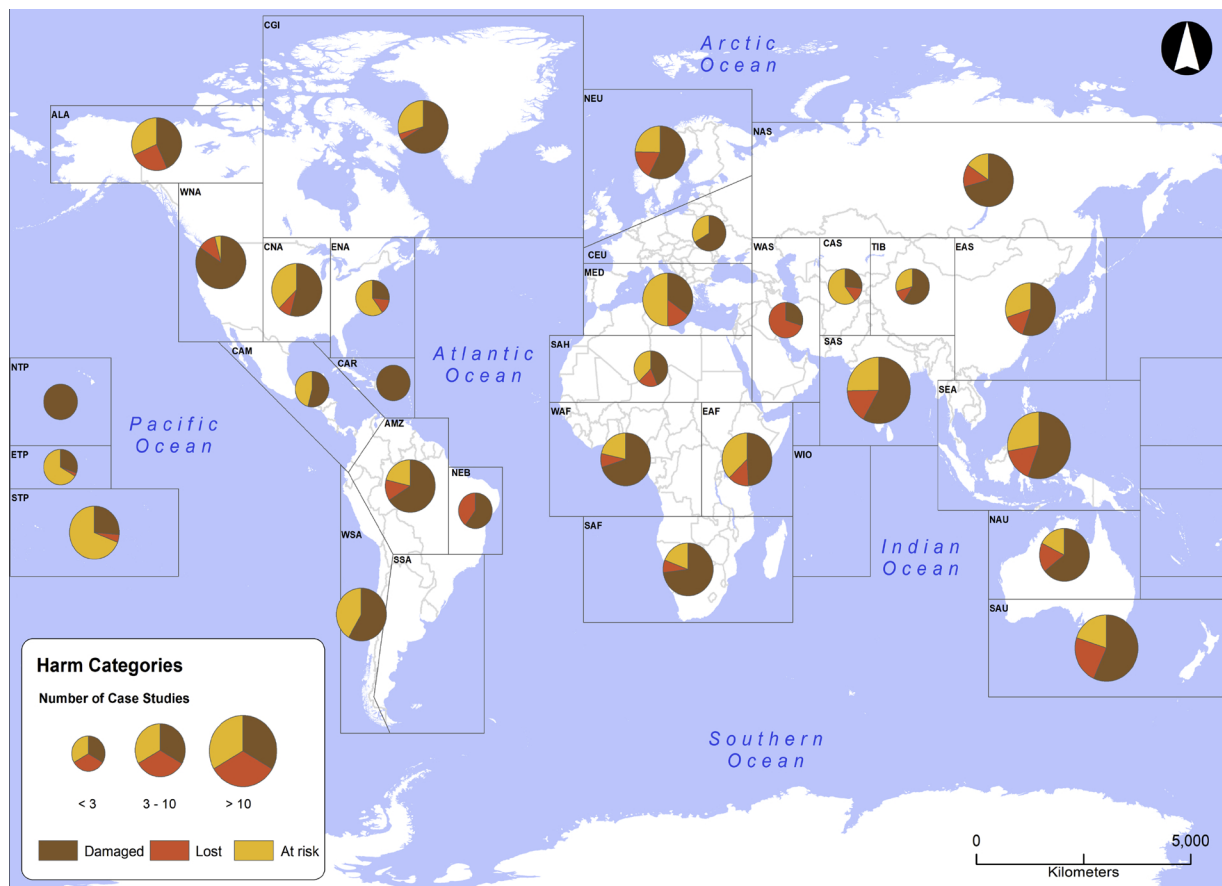 CGI
Arctic
Ocean
ALA
NEU
NAS
WNA
CNA
ENA
CEU
MED
WAS
CAS
TIB
EAS
CAM
CAR
Atlantic
Ocean
SAH
SAS
NTP
Pacific
Ocean
SEA
WAF
EAF
AMZ
ETP
NEB
WIO
STP
WSA
SAF
NAU
Indian
Ocean
SSA
SAU
Harm Categories
Number of Case Studies
< 3
3 - 10
> 10
Damaged
Lost
At risk
Southern
Ocean
0
5,000
Kilometers